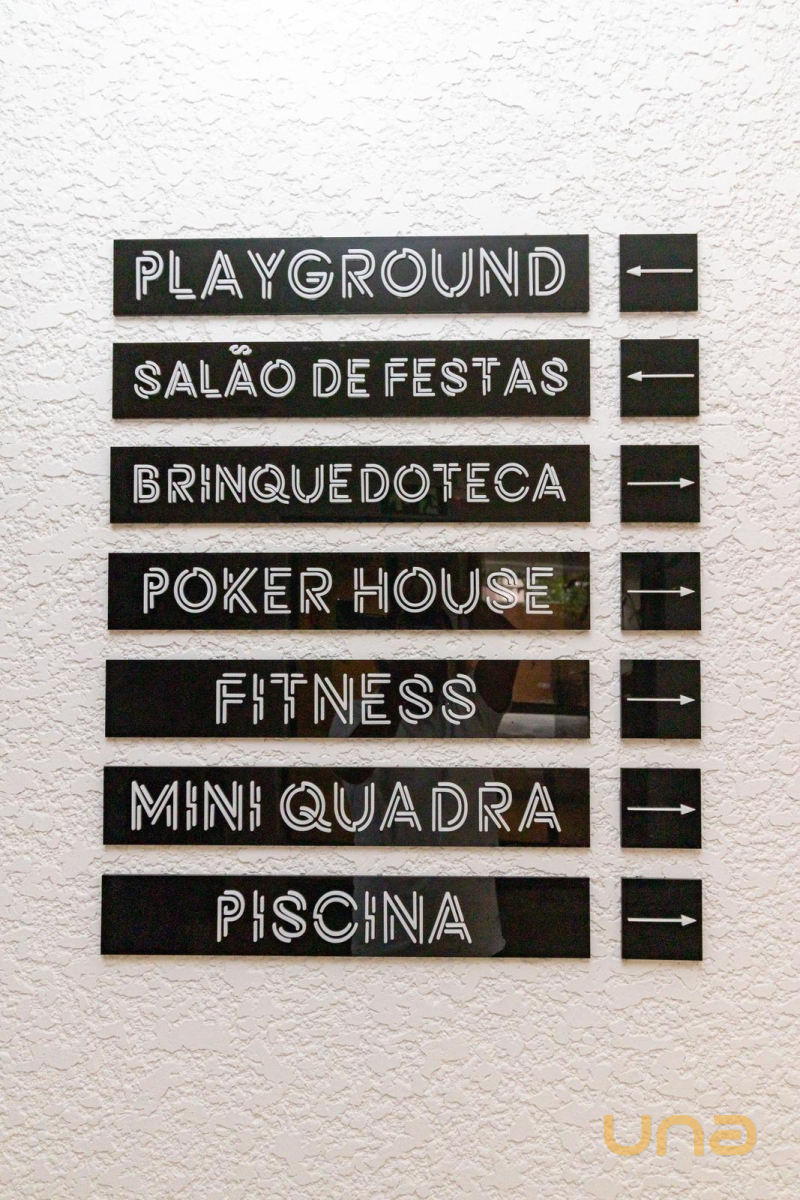 PLAYGROUND
SALÃO DE FESTAS
BRINQUEDOTECA
POKER HOUSE
FITNESS
MINI QUADRA
PISCINA
una